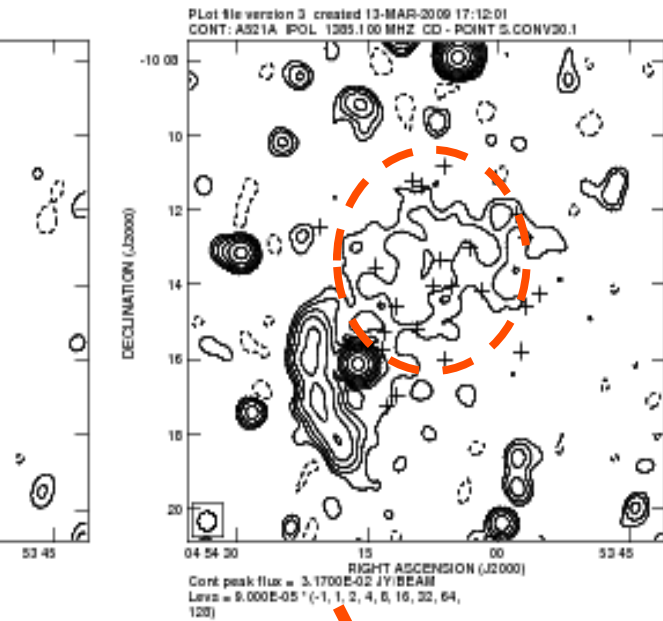 PLot file version 3 created 13-MAR-2009 17:12:01
CONT: A521A IPOL 1385.100 MHZ CD - POINT S.CONV30.1
-10 08
10
12
14
16
18
20
DECLINATION (J2000)
53 45
04 54 30
15
00
53 45
RIGHT ASCENSION (J2000)
Cont peak flux = 3.1700E-02 JY/BEAM
Levs = 9.000E-05 * (-1, 1, 2, 4, 8, 16, 32, 64,
128)